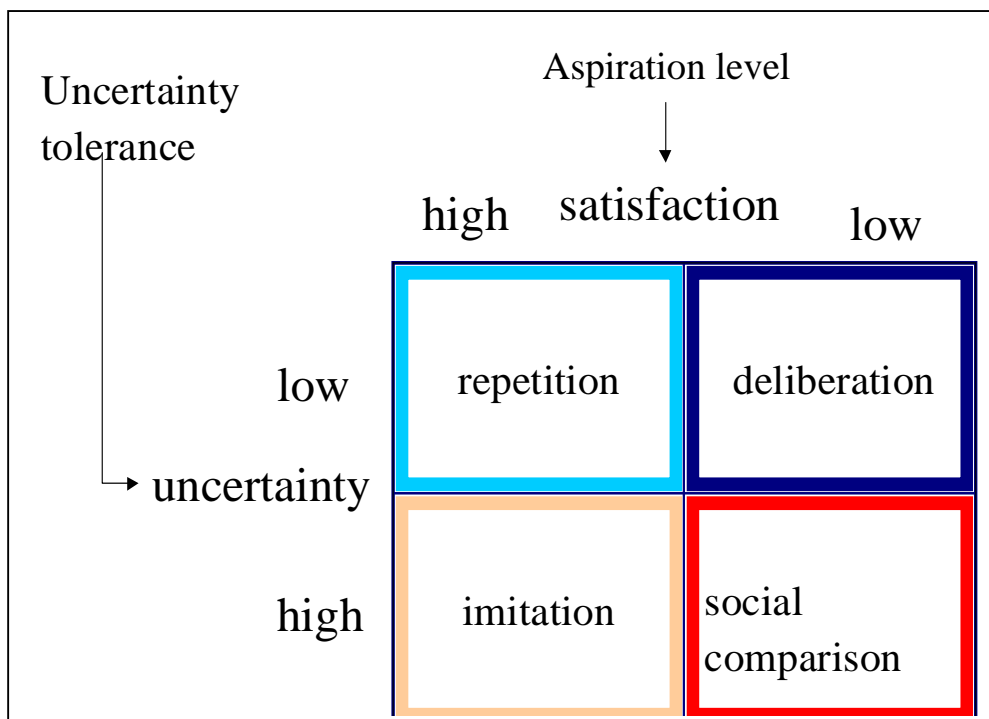 Aspiration level
Uncertainty
tolerance
high satisfaction low
low repetition deliberation
uncertainty
high imitation social
comparison